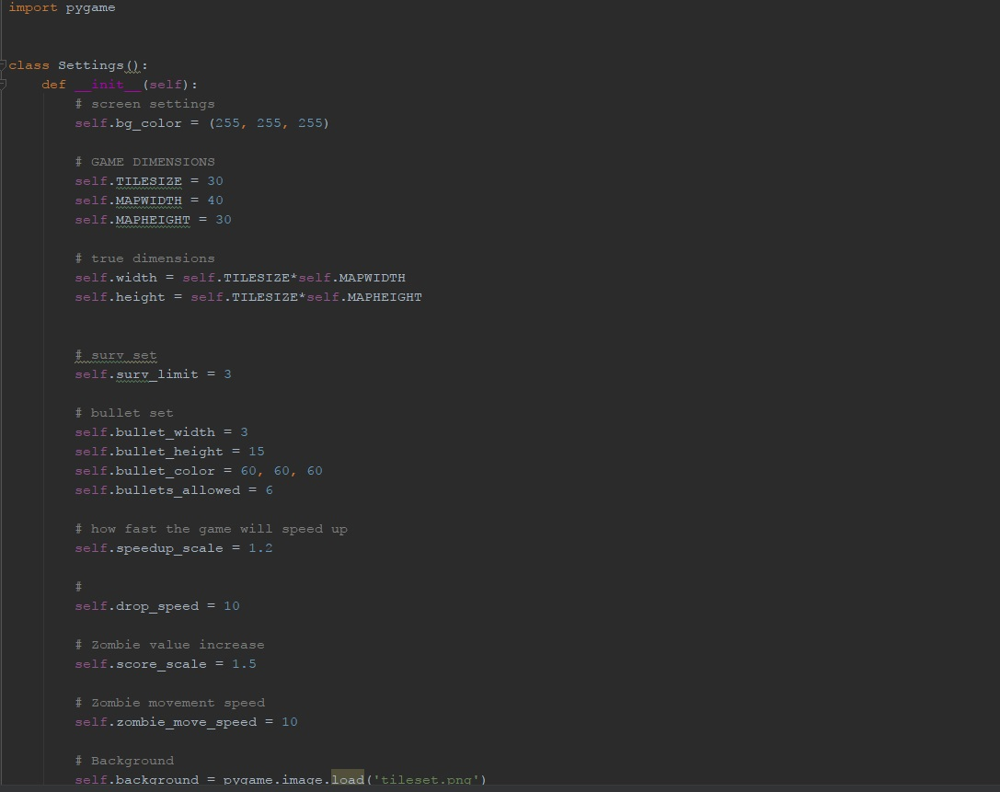 import pygame
class Settings():
def __init__(self):
# screen settings
self.bg_color = (255, 255, 255)
# GAME DIMENSIONS
self.TILESIZE = 30
self.MAPWIDTH = 40
self.MAPHEIGHT = 30
# true dimensions
self.width = self.TILESIZE*self.MAPWIDTH
self.height = self.TILESIZE*self.MAPHEIGHT
# surv set
self.surv_limit = 3
# bullet set
self.bullet_width = 3
self.bullet_height = 15
self.bullet_color = 60, 60, 60
self.bullets_allowed = 6
# how fast the game will speed up
self.speedup_scale = 1.2
#
self.drop_speed = 10
# Zombie value increase
self.score_scale = 1.5
# Zombie movement speed
self.zombie_move_speed = 10
# Background
self.background = pygame.image.load('tileset.png')